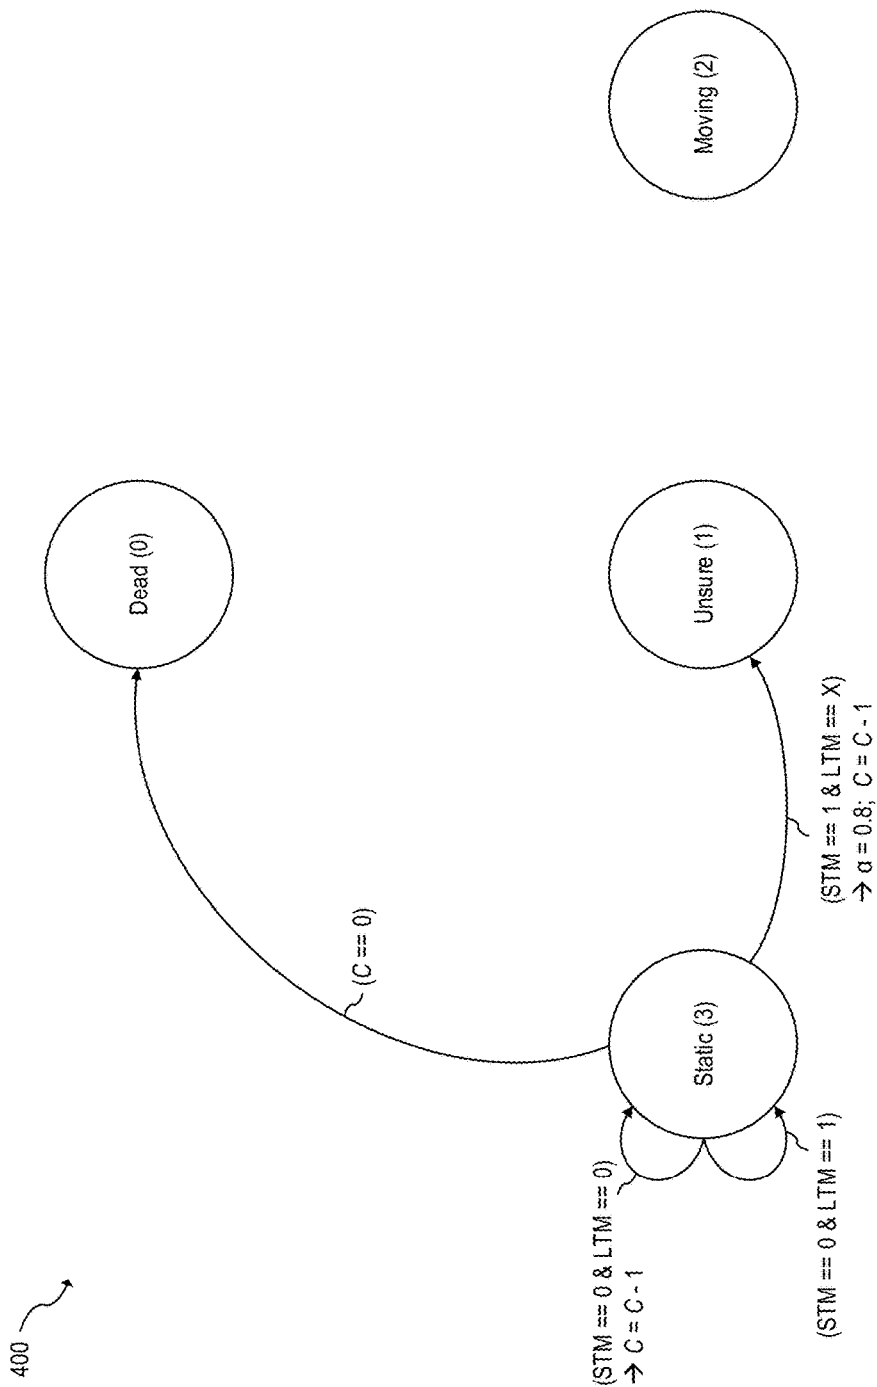 400
Dead (0)
(C == 0)
(STM == 0 & LTM == 0)
→ C = C - 1
Static (3)
Unsure (1)
Moving (2)
(STM == 0 & LTM == 1)
(STM == 1 & LTM == X)
→ α = 0.8; C = C - 1